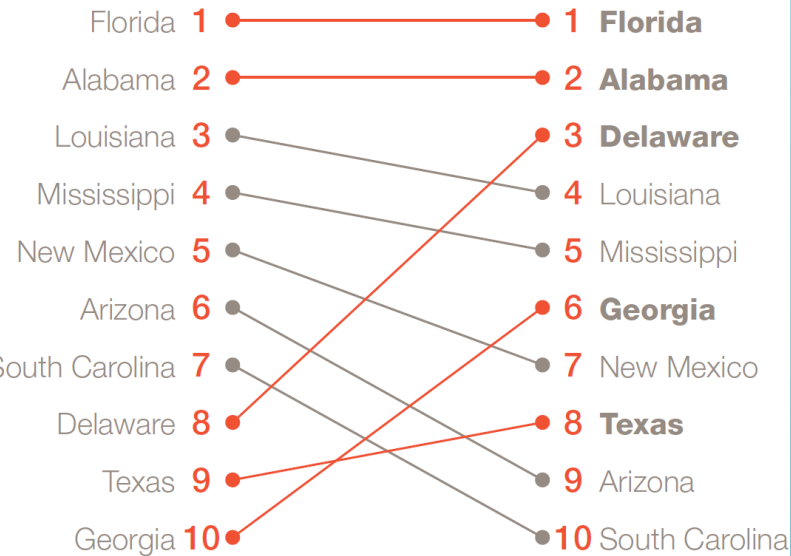 Florida 1 1 Florida
Alabama 2 2 Alabama
Louisiana 3 3 Delaware
Mississippi 4 4 Louisiana
New Mexico 5 5 Mississippi
Arizona 6 6 Georgia
South Carolina 7 7 New Mexico
Delaware 8 8 Texas
Texas 9 9 Arizona
Georgia 10 10 South Carolina